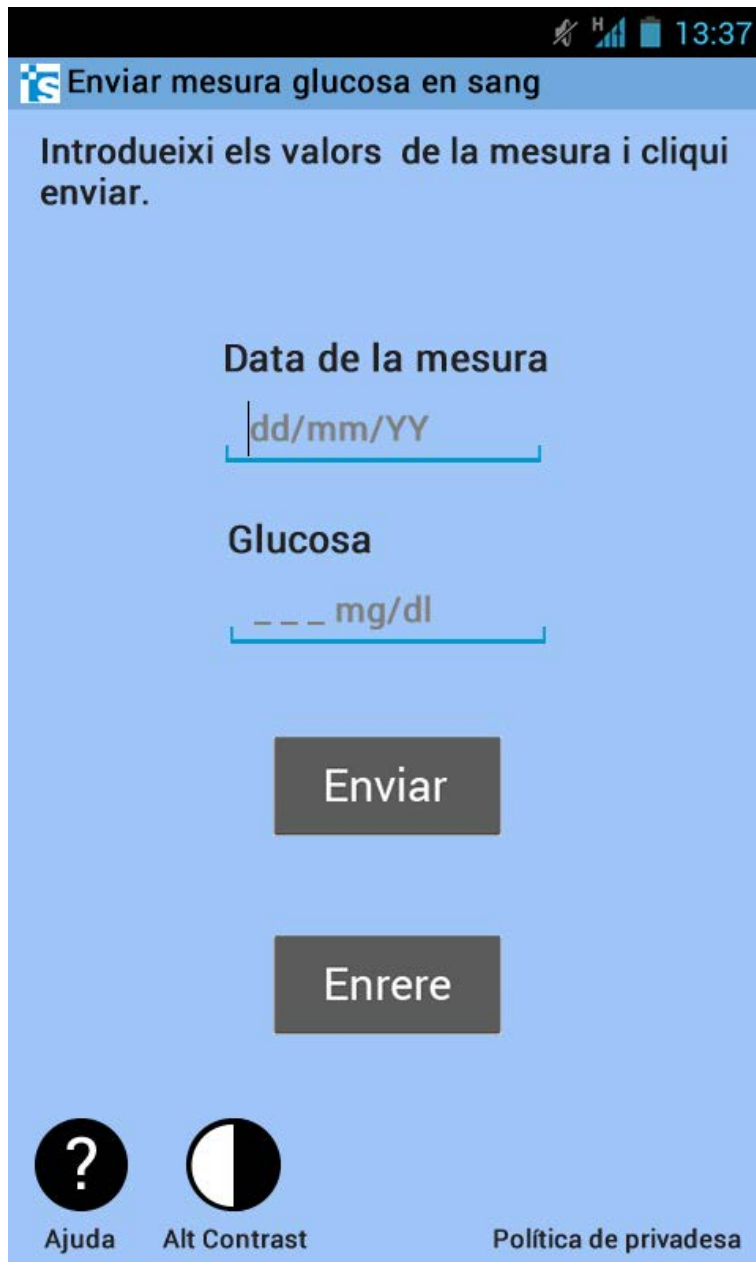 H 13:37
is Enviar mesura glucosa en sang
Introdueixi els valors de la mesura i cliqui
enviar.
Data de la mesura
dd/mm/YY
Glucosa
_ _ _ mg/dl
Enviar
Enrere
?
Ajuda Alt Contrast Política de privadesa